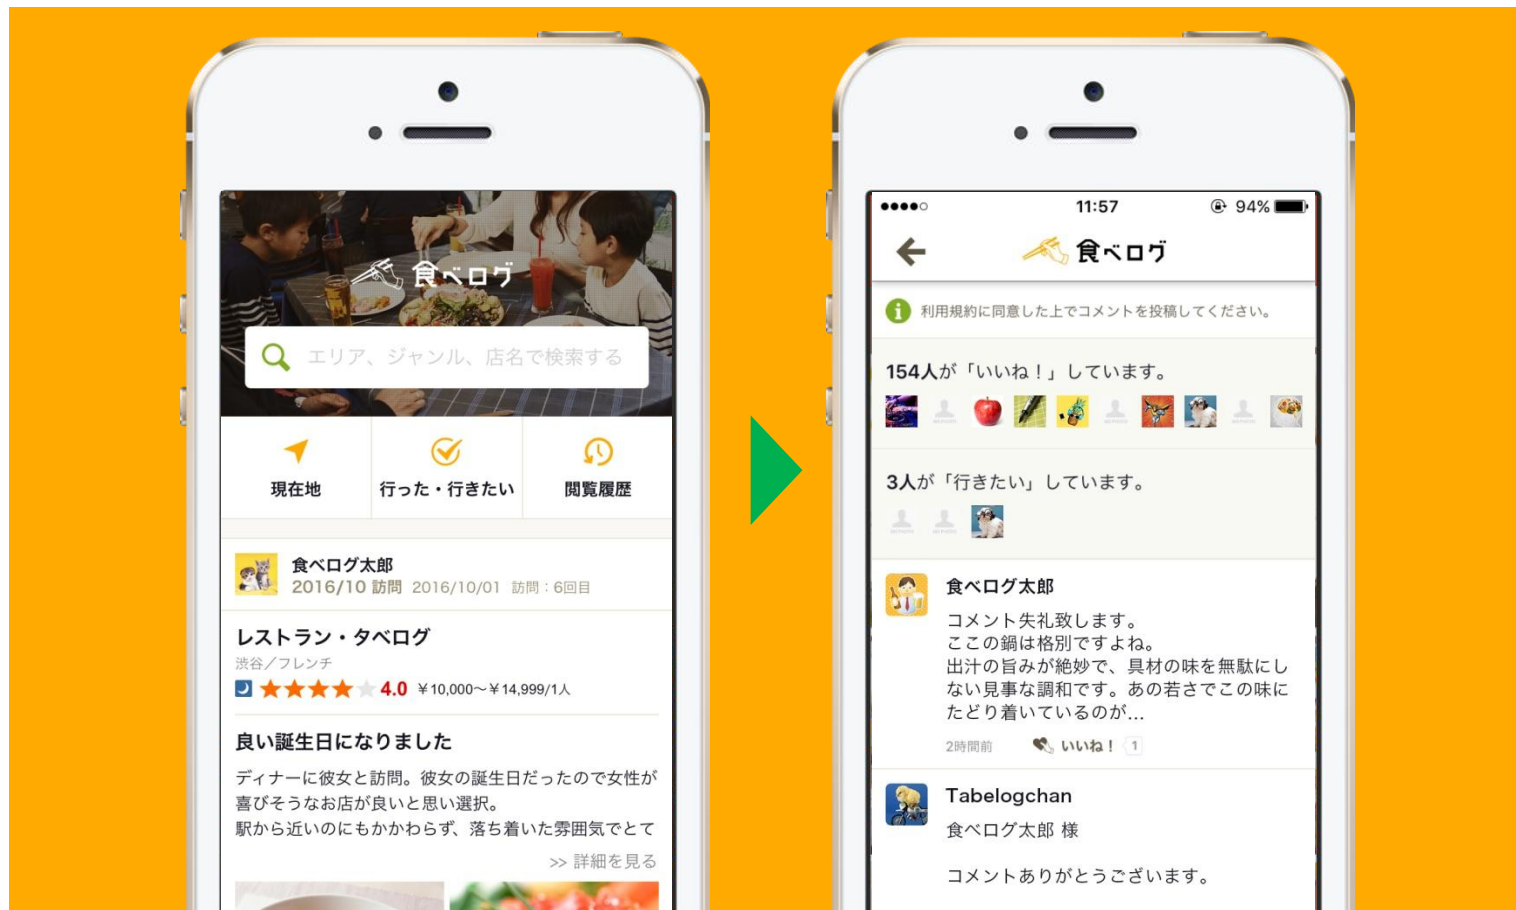 食べログ
エリア、ジャンル、店名で検索する
現在地
行った・行きたい
閲覧履歴
食べログ太郎
2016/10 訪問 2016/10/01 訪問：6回目
レストラン・タベログ
渋谷／フレンチ
4.0 ￥10,000～￥14,999/1人
良い誕生日になりました
ディナーに彼女と訪問。彼女の誕生日だったので女性が
喜びそうなお店が良いと思い選択。
駅から近いのにもかかわらず、落ち着いた雰囲気でとて
>> 詳細を見る
11:57
94%
食べログ
利用規約に同意した上でコメントを投稿してください。
154人が「いいね！」しています。
3人が「行きたい」しています。
食べログ太郎
コメント失礼致します。
ここの鍋は格別ですよね。
出汁の旨みが絶妙で、具材の味を無駄にし
ない見事な調和です。あの若さでこの味に
たどり着いているのが...
2時間前 いいね！ 1
Tabelogchan
食べログ太郎 様
コメントありがとうございます。